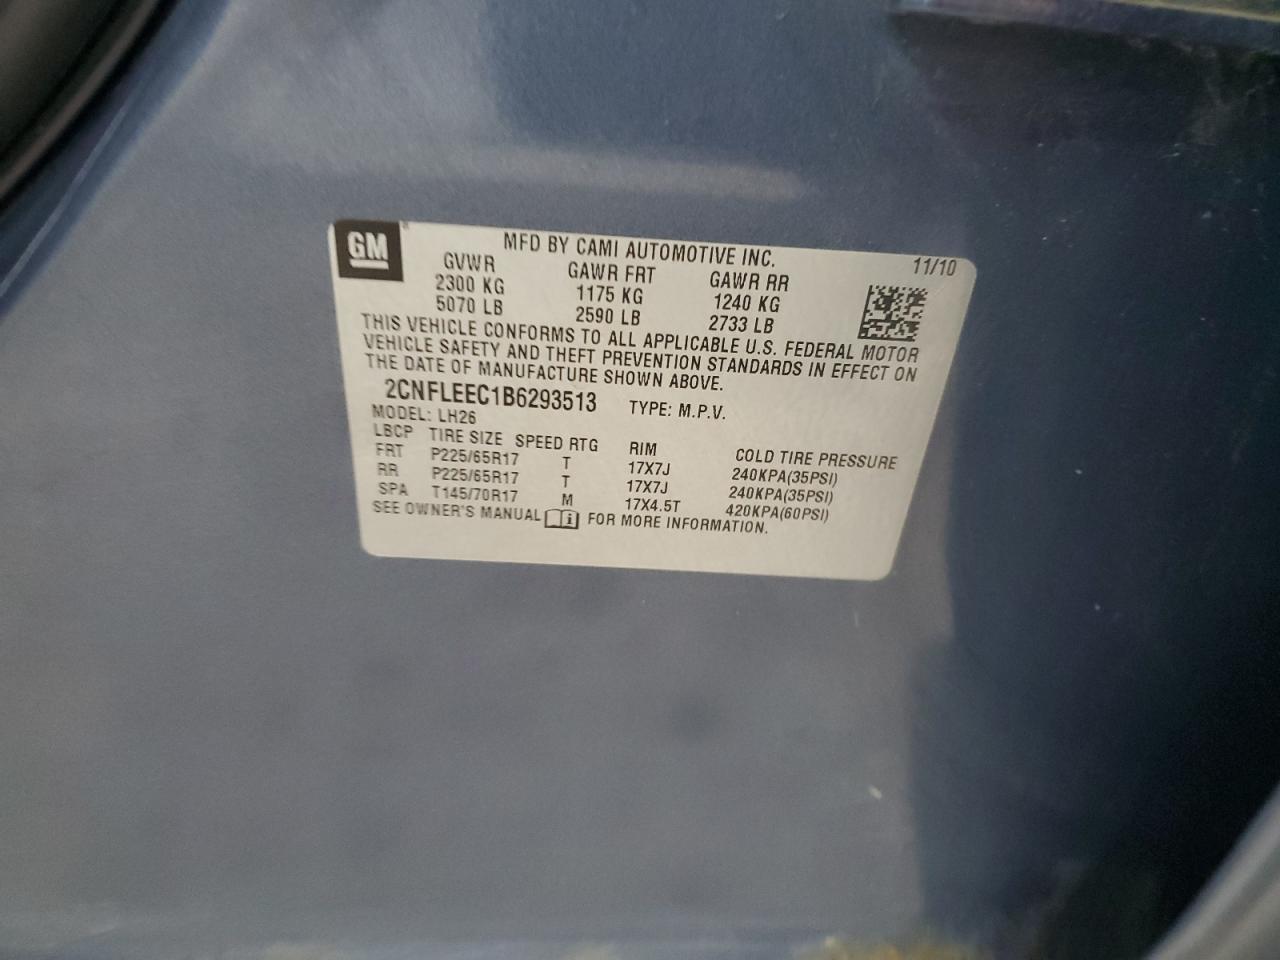 GM
MFD BY CAMI AUTOMOTIVE INC.
11/10
GVWR GAWR FRT GAWR RR
2300 KG 1175 KG 1240 KG
5070 LB 2590 LB 2733 LB
THIS VEHICLE CONFORMS TO ALL APPLICABLE U.S. FEDERAL MOTOR
VEHICLE SAFETY AND THEFT PREVENTION STANDARDS IN EFFECT ON
THE DATE OF MANUFACTURE SHOWN ABOVE.
2CNFLEEC1B6293513 TYPE: M.P.V.
MODEL: LH26
LBCP TIRE SIZE SPEED RTG RIM COLD TIRE PRESSURE
FRT P225/65R17 T 17X7J 240KPA(35PSI)
RR P225/65R17 T 17X7J 240KPA(35PSI)
SPA T145/70R17 M 17X4.5T 420KPA(60PSI)
SEE OWNER'S MANUAL FOR MORE INFORMATION.